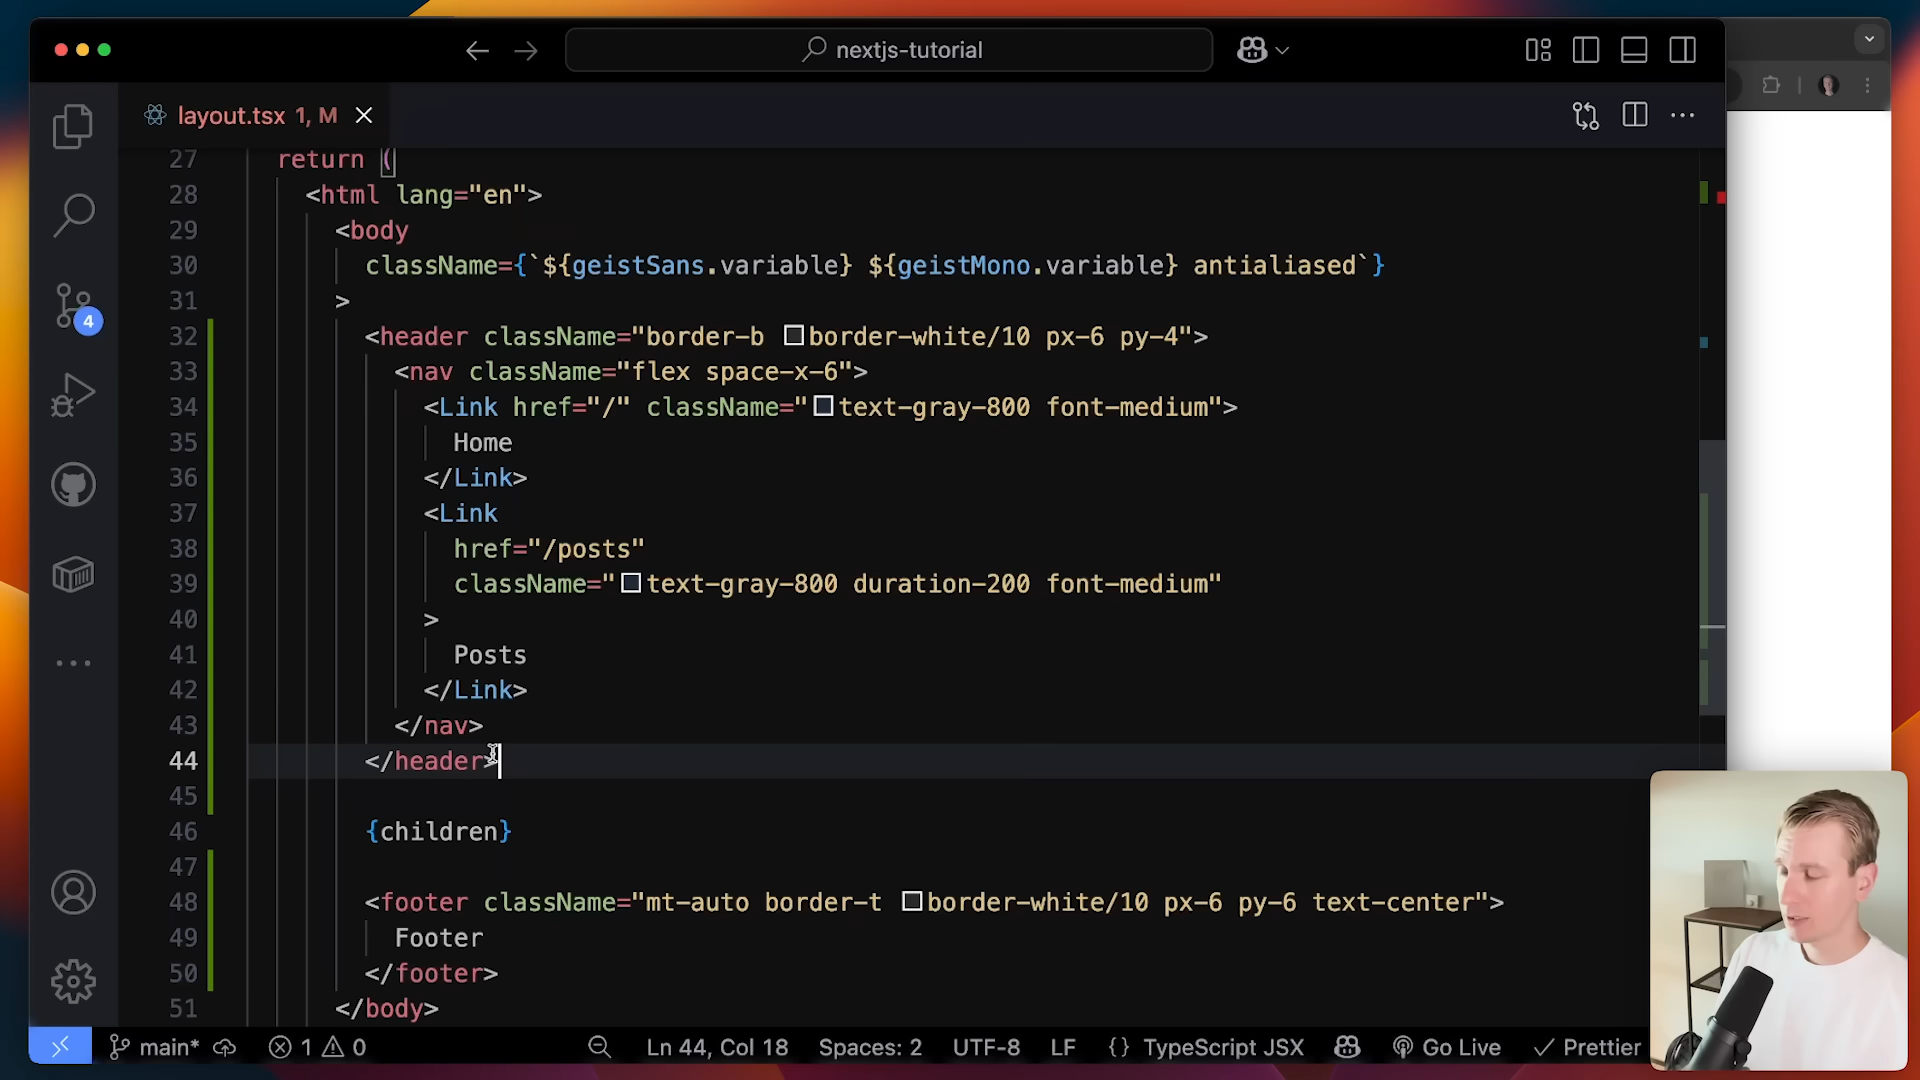 nextjs-tutorial
layout.tsx 1, M
27 return (
28 <html lang="en">
29 <body
30 className={`${geistSans.variable} ${geistMono.variable} antialiased`}
31 >
32 <header className="border-b border-white/10 px-6 py-4">
33 <nav className="flex space-x-6">
34 <Link href="/" className="text-gray-800 font-medium">
35 Home
36 </Link>
37 <Link
38 href="/posts"
39 className="text-gray-800 duration-200 font-medium"
40 >
41 Posts
42 </Link>
43 </nav>
44 </header>
45
46 {children}
47
48 <footer className="mt-auto border-t border-white/10 px-6 py-6 text-center">
49 Footer
50 </footer>
51 </body>
4
main* 1 0 Ln 44, Col 18 Spaces: 2 UTF-8 LF {} TypeScript JSX Go Live Prettier